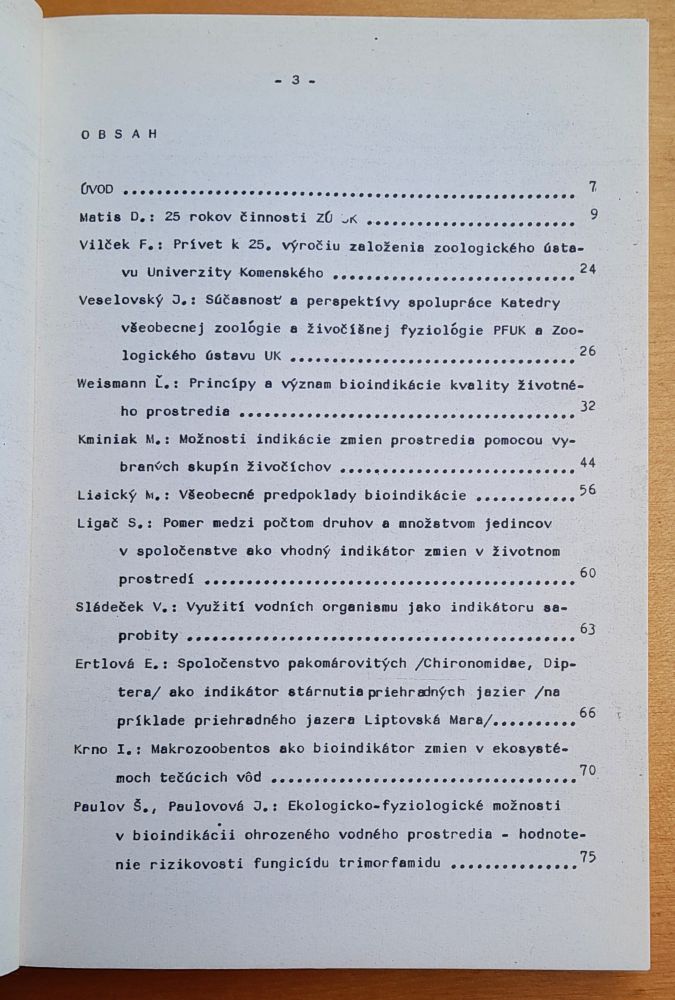 - 3 -
O B S A H
ÚVOD ........................................................ 7
Matis D.: 25 rokov činnosti ZÚ UK .......................... 9
Vilček F.: Prívet k 25. výročiu založenia zoologického ústa-
vu Univerzity Komenského .............................. 24
Veselovský J.: Súčasnosť a perspektívy spolupráce Katedry
všeobecnej zoológie a živočíšnej fyziológie PFUK a Zoo-
logického ústavu UK ................................... 26
Weismann Ľ.: Princípy a význam bioindikácie kvality životné-
ho prostredia ......................................... 32
Kminiak M.: Možnosti indikácie zmien prostredia pomocou vy-
braných skupín živočíchov ............................. 44
Lisický M.: Všeobecné predpoklady bioindikácie ............ 56
Ligač S.: Pomer medzi počtom druhov a množstvom jedincov
v spoločenstve ako vhodný indikátor zmien v životnom
prostredí ............................................. 60
Sládeček V.: Využití vodních organismu jako indikátoru sa-
probity ............................................... 63
Ertlová E.: Spoločenstvo pakomárovitých /Chironomidae, Dip-
tera/ ako indikátor stárnutia priehradných jazier /na
príklade priehradného jazera Liptovská Mara/.......... 66
Krno I.: Makrozoobentos ako bioindikátor zmien v ekosysté-
moch tečúcich vôd ..................................... 70
Paulov Š., Paulovová J.: Ekologicko-fyziologické možnosti
v bioindikácii ohrozeného vodného prostredia - hodnote-
nie rizikovosti fungicídu trimorfamidu ............... 75